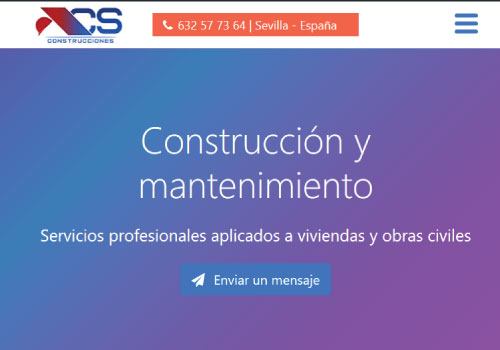 CS
CONSTRUCCIONES
632 57 73 64 | Sevilla - España
Construcción y
mantenimiento
Servicios profesionales aplicados a viviendas y obras civiles
Enviar un mensaje